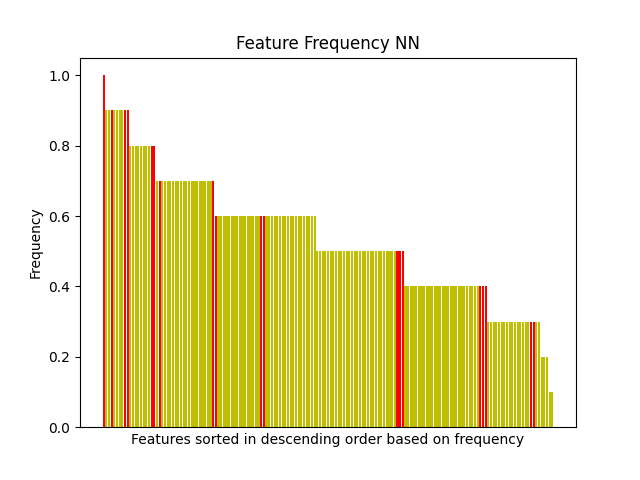 Feature Frequency NN
1.0
0.8
0.6
0.4
0.2
0.0
Frequency
Features sorted in descending order based on frequency